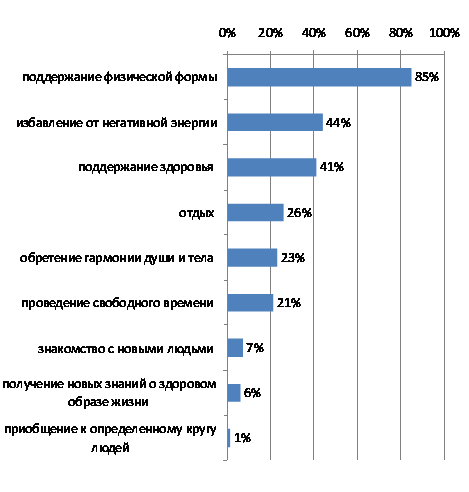 0% 20% 40% 60% 80% 100%
поддержание физической формы 85%
избавление от негативной энергии 44%
поддержание здоровья 41%
отдых 26%
обретение гармонии души и тела 23%
проведение свободного времени 21%
знакомство с новыми людьми 7%
получение новых знаний о здоровом
образе жизни 6%
приобщение к определенному кругу
людей 1%